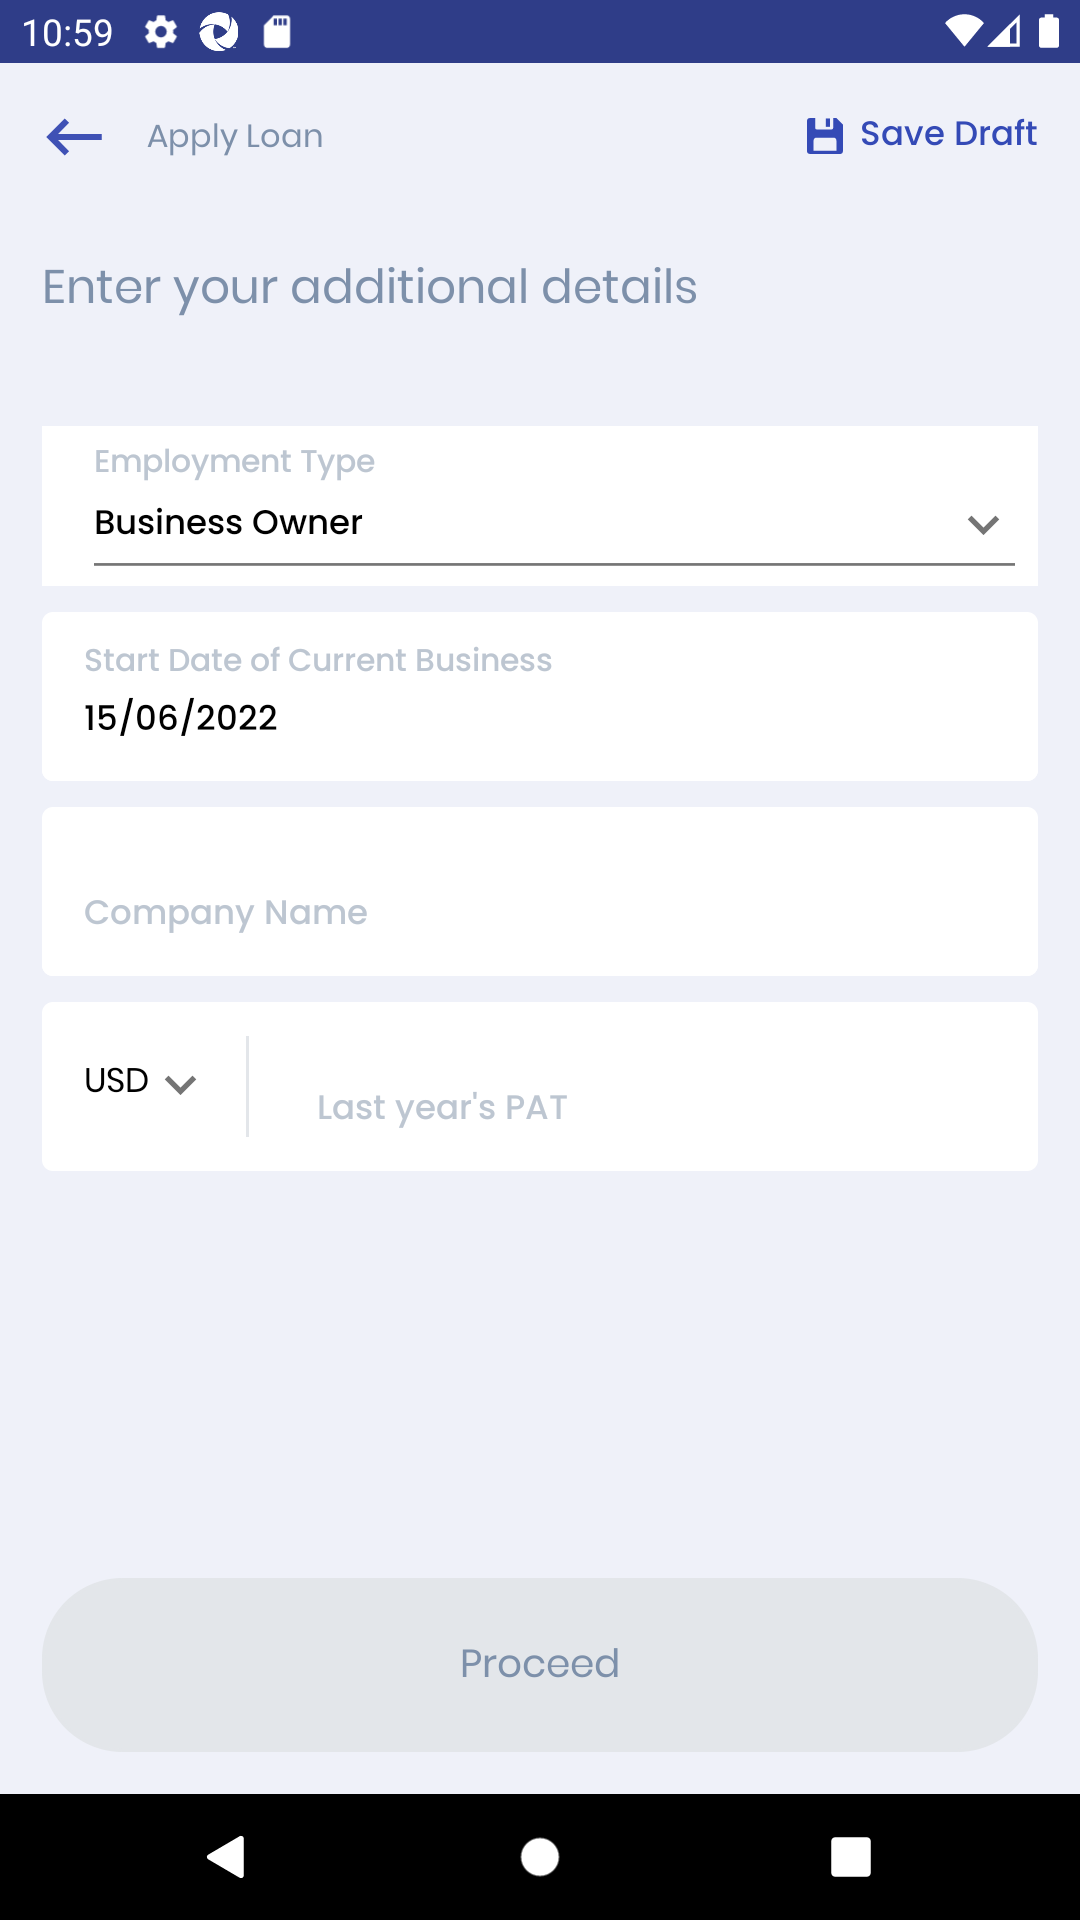 10:59
Apply Loan
Save Draft
Enter your additional details
Employment Type
Business Owner
Start Date of Current Business
15/06/2022
Company Name
USD
Last year's PAT
Proceed